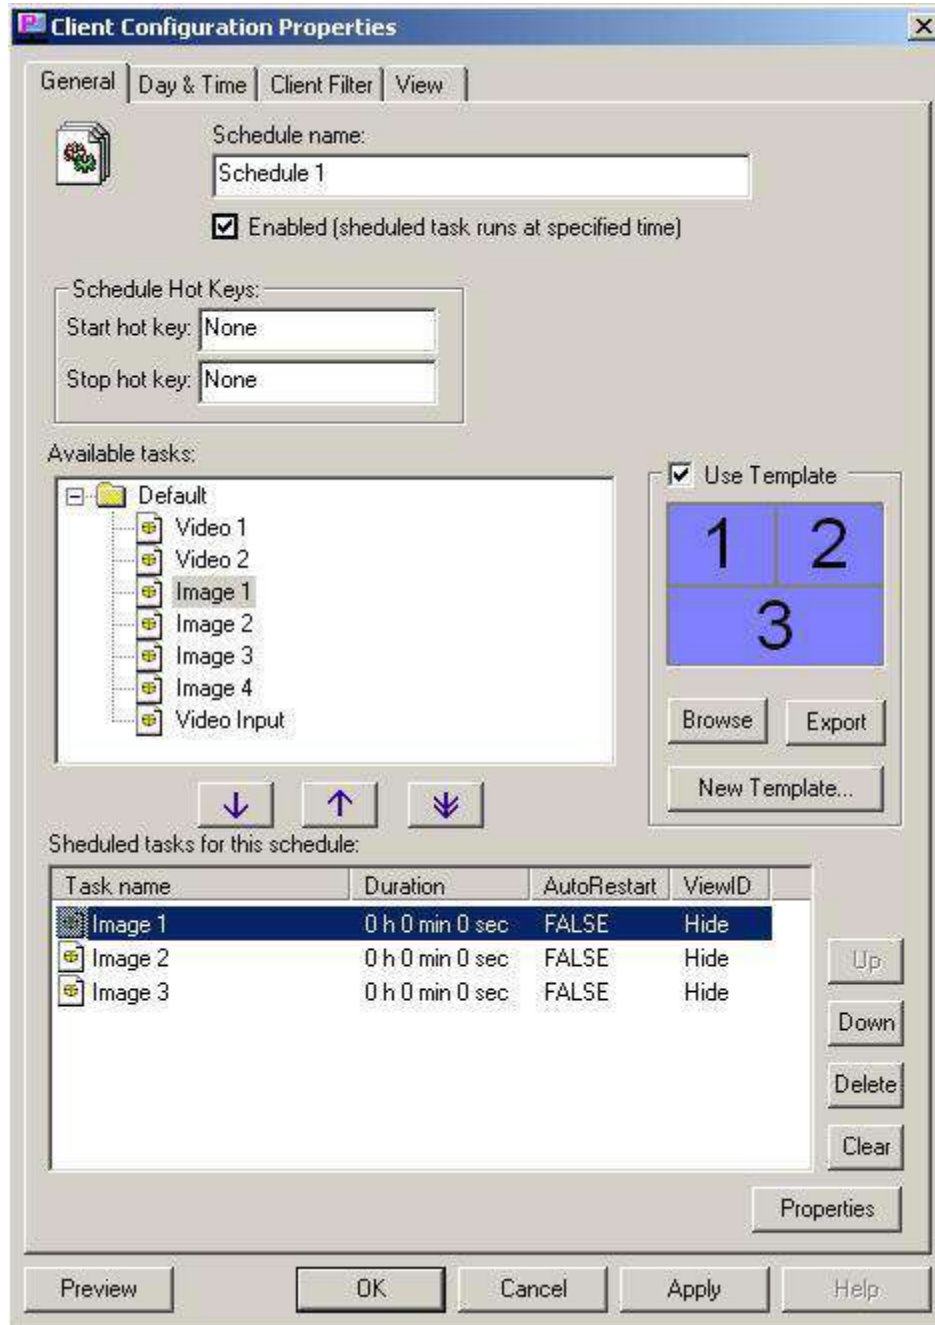 Client Configuration Properties
General Day & Time Client Filter View
Schedule name:
Schedule 1
Enabled (sheduled task runs at specified time)
Schedule Hot Keys:
Start hot key: None
Stop hot key: None
Available tasks:
Default
Video 1
Video 2
Image 1
Image 2
Image 3
Image 4
Video Input
Use Template
1 2
3
Browse Export
New Template...
Sheduled tasks for this schedule:
Task name Duration AutoRestart ViewID
Image 1 0 h 0 min 0 sec FALSE Hide
Image 2 0 h 0 min 0 sec FALSE Hide
Image 3 0 h 0 min 0 sec FALSE Hide
Up
Down
Delete
Clear
Properties
Preview OK Cancel Apply Help